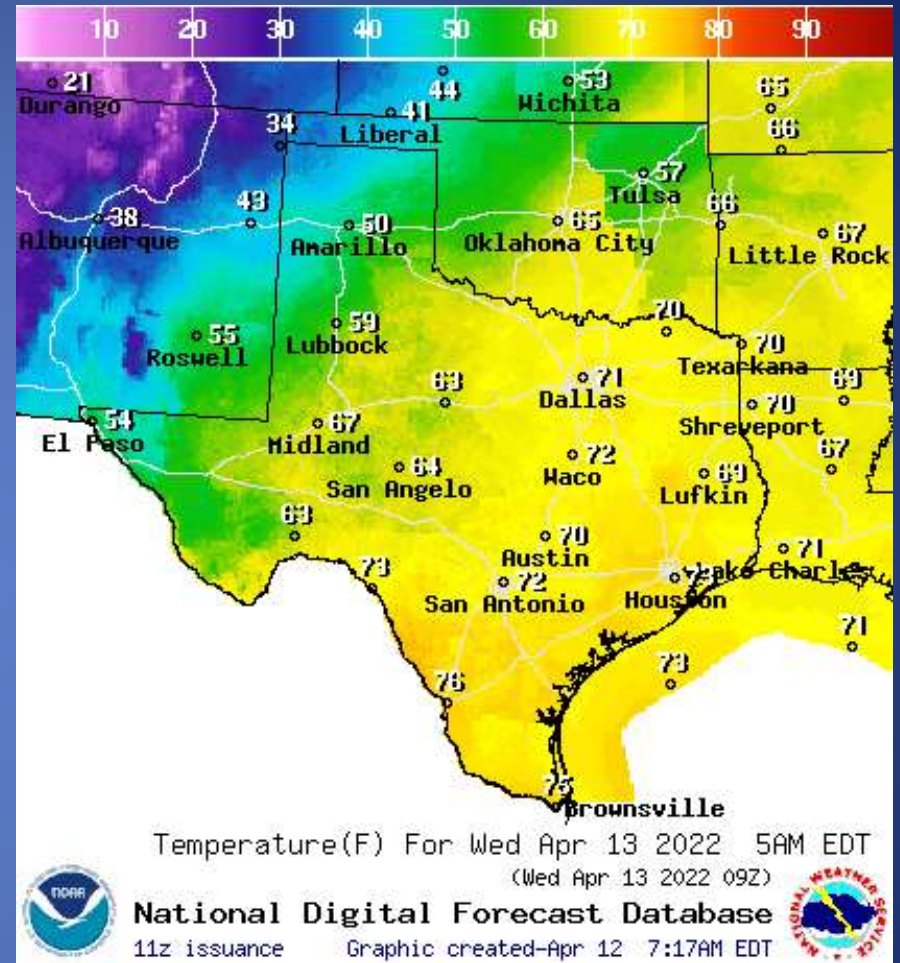 10 20 30 40 50 60 70 80 90
21
Durango
44
53
Wichita
41
Liberal
65
66
34
57
Tulsa
38
Albuquerque
43
50
Amarillo
65
Oklahoma City
66
67
Little Rock
55
Roswell
59
Lubbock
70
70
Texarkana
63
71
Dallas
70
Shreveport
69
54
El Paso
67
Midland
64
San Angelo
72
Waco
69
Lufkin
67
63
70
Austin
71
Lake Charles
73
72
San Antonio
73
Houston
71
76
73
75
Brownsville
Temperature(F) For Wed Apr 13 2022 5AM EDT
(Wed Apr 13 2022 09Z)
NOAA
National Digital Forecast Database
NATIONAL WEATHER SERVICE
11z issuance Graphic created-Apr 12 7:17AM EDT